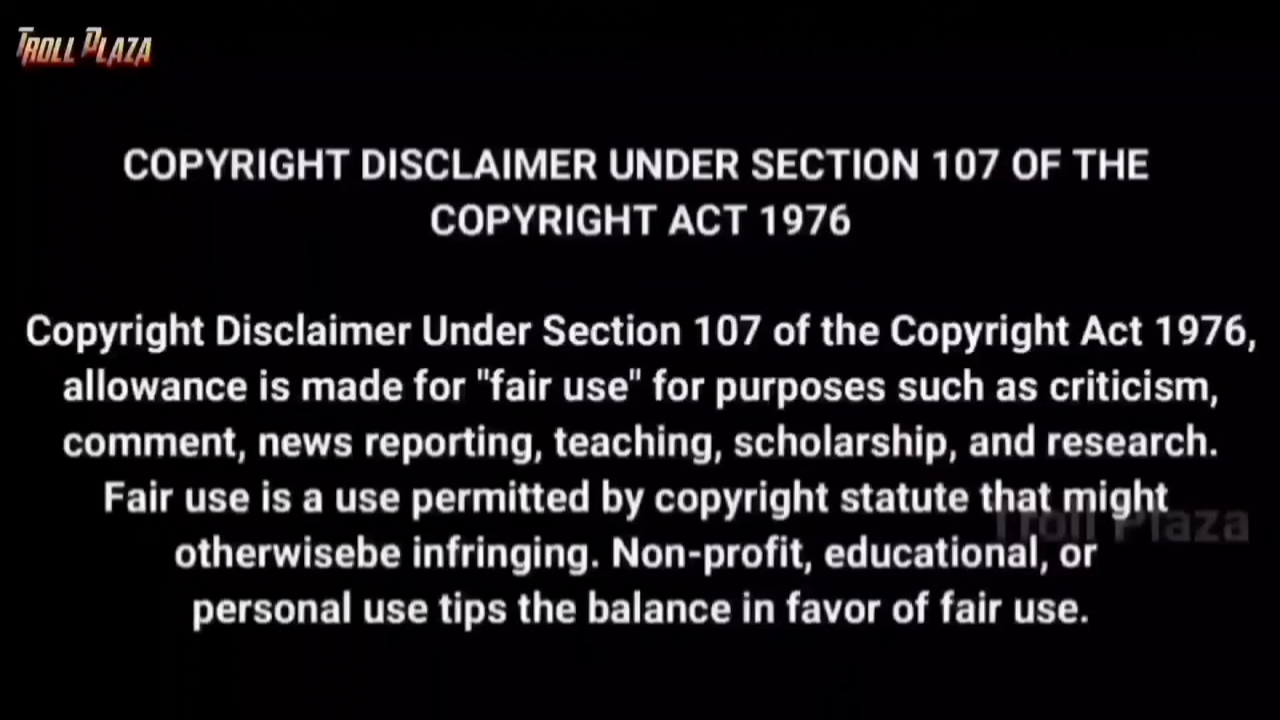 TROLL PLAZA
COPYRIGHT DISCLAIMER UNDER SECTION 107 OF THE
COPYRIGHT ACT 1976
Copyright Disclaimer Under Section 107 of the Copyright Act 1976,
allowance is made for "fair use" for purposes such as criticism,
comment, news reporting, teaching, scholarship, and research.
Fair use is a use permitted by copyright statute that might
Troll Plaza
otherwisebe infringing. Non-profit, educational, or
personal use tips the balance in favor of fair use.